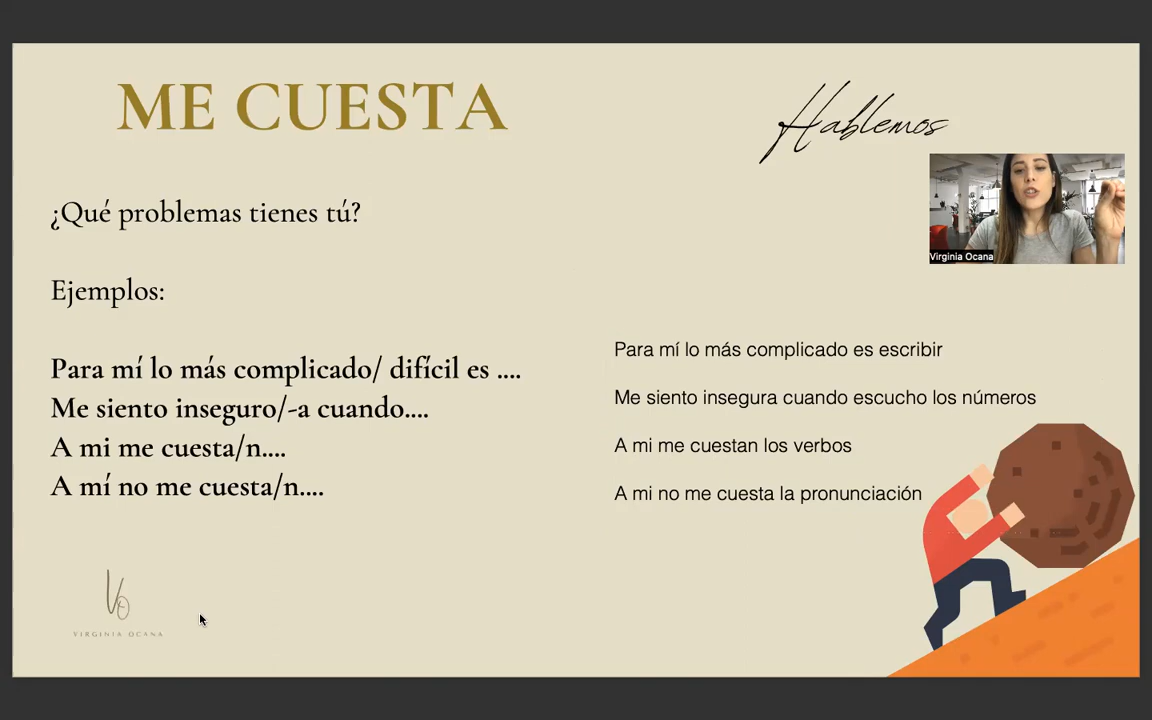 ME CUESTA
Hablemos
¿Qué problemas tienes tú?
Ejemplos:
Para mí lo más complicado/ difícil es ....
Me siento inseguro/-a cuando....
A mi me cuesta/n....
A mí no me cuesta/n....
Virginia Ocana
Para mí lo más complicado es escribir
Me siento insegura cuando escucho los números
A mi me cuestan los verbos
A mi no me cuesta la pronunciación
VO
VIRGINIA OCANA